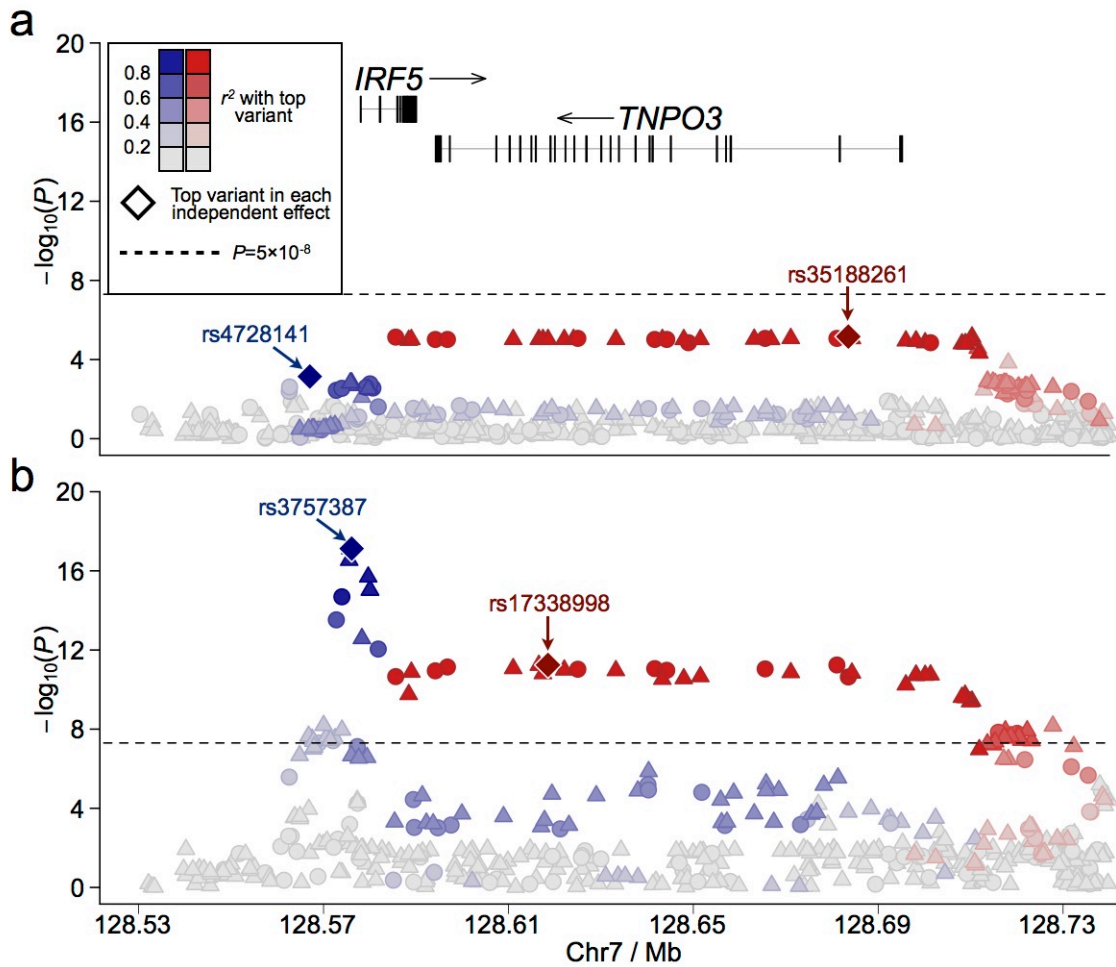 a
20
16
12
8
4
0
−log10(P)
0.8
0.6
0.4
0.2
r² with top
variant
Top variant in each
independent effect
P=5×10⁻⁸
IRF5
TNPO3
rs35188261
rs4728141
b
20
16
12
8
4
0
−log10(P)
rs3757387
rs17338998
128.53
128.57
128.61
128.65
128.69
128.73
Chr7 / Mb